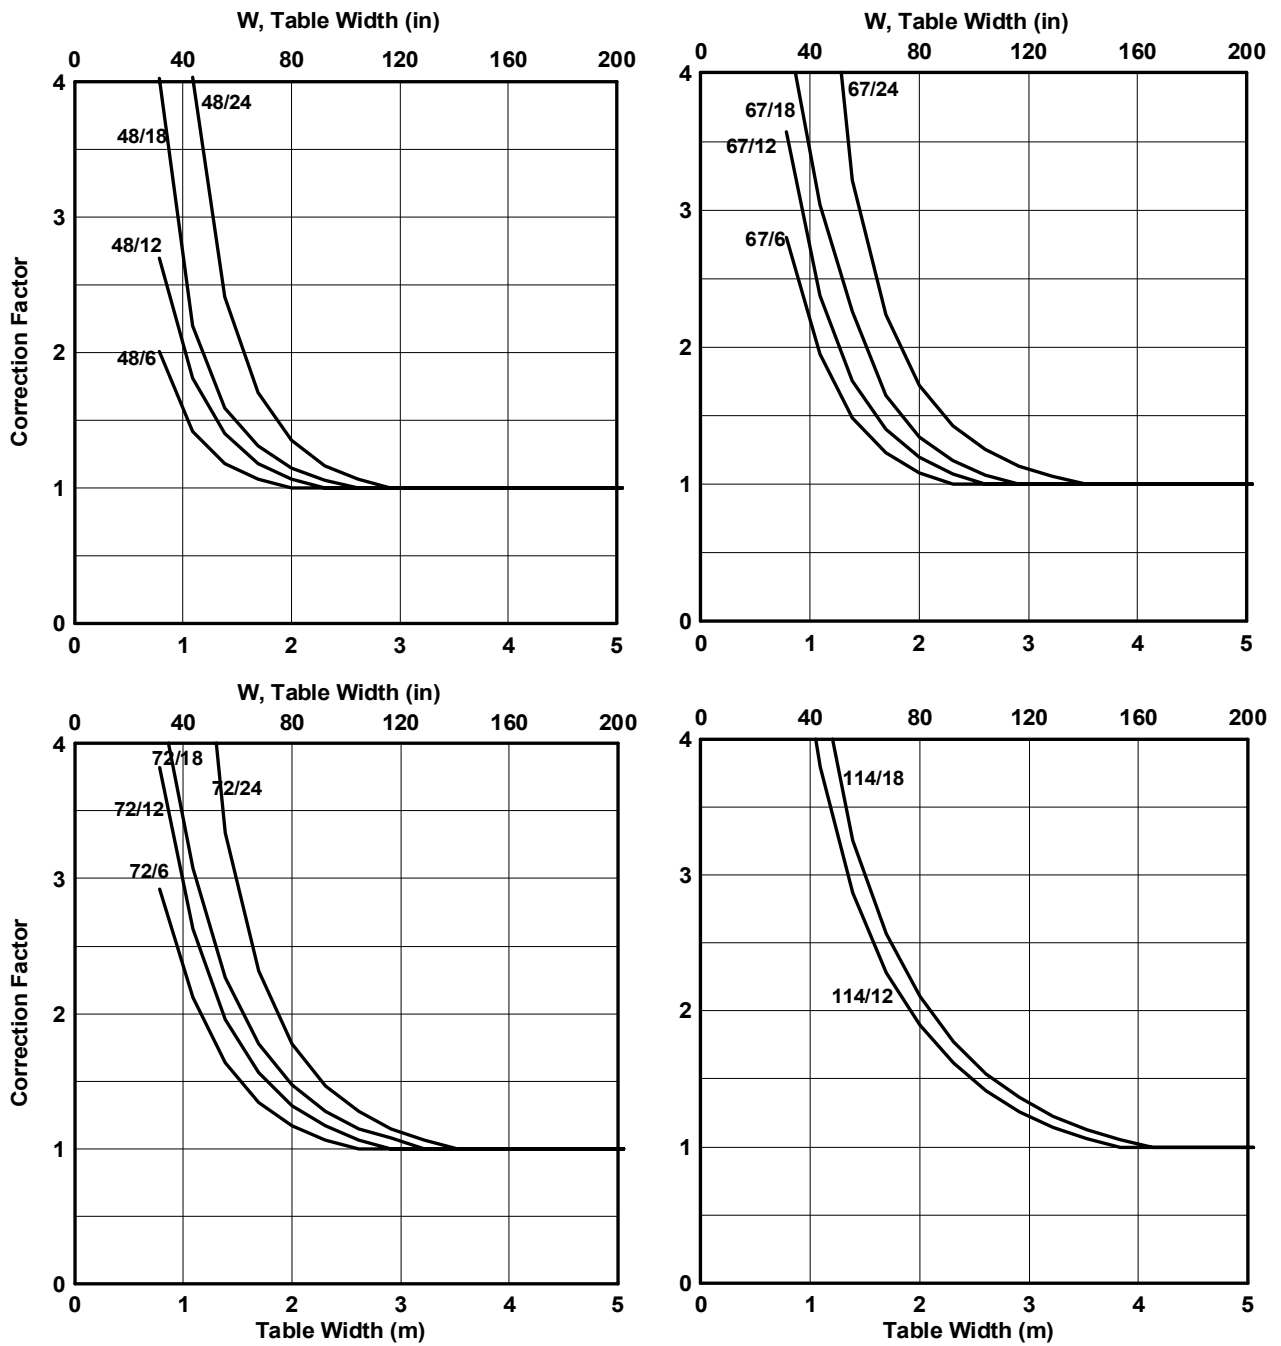 W, Table Width (in)
0 40 80 120 160 200
4
3
2
1
0
48/24
48/18
48/12
48/6
Correction Factor
0 1 2 3 4 5
W, Table Width (in)
0 40 80 120 160 200
4
3
2
1
0
67/24
67/18
67/12
67/6
0 1 2 3 4 5
W, Table Width (in)
0 40 80 120 160 200
4
3
2
1
0
72/18
72/24
72/12
72/6
Correction Factor
0 1 2 3 4 5
Table Width (m)
0 40 80 120 160 200
4
3
2
1
0
114/18
114/12
0 1 2 3 4 5
Table Width (m)